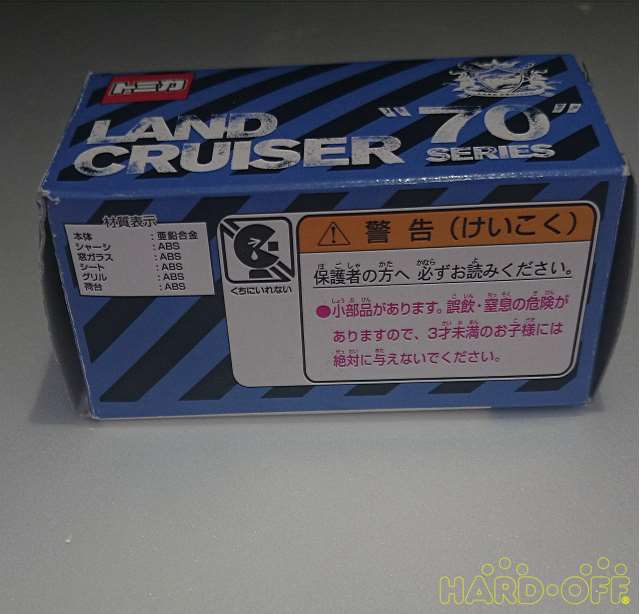 トミカ
LAND CRUISER "70" SERIES
材質表示
本体 : 亜鉛合金
シャーシ : ABS
窓ガラス : ABS
シート : ABS
グリル : ABS
荷台 : ABS
くちにいれない
警告 (けいこく)
保護者の方へ 必ずお読みください。
●小部品があります。誤飲・窒息の危険が
ありますので、3才未満のお子様には
絶対に与えないでください。
HARD・OFF